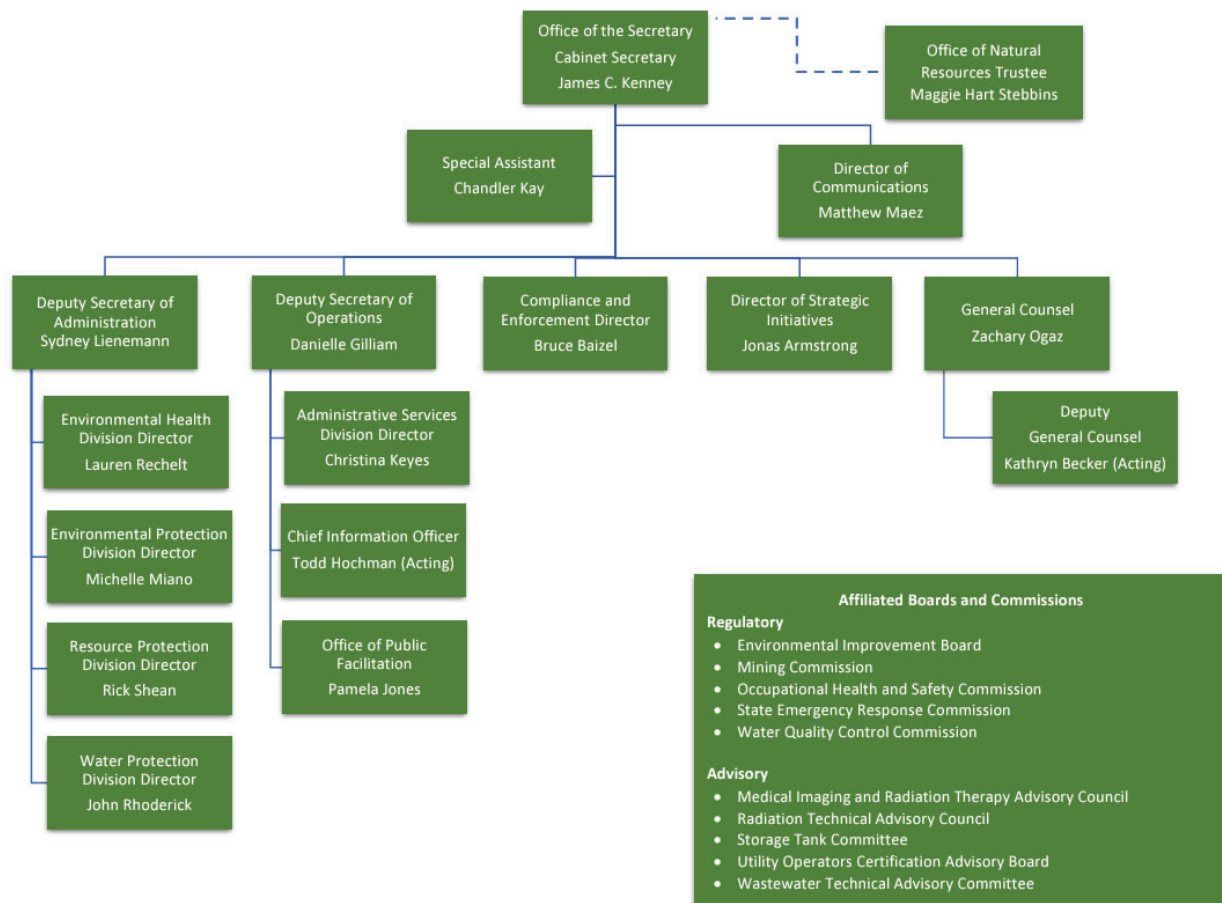 Office of the Secretary
Cabinet Secretary
James C. Kenney
Office of Natural
Resources Trustee
Maggie Hart Stebbins
Special Assistant
Chandler Kay
Director of
Communications
Matthew Maez
Deputy Secretary of
Administration
Sydney Lienemann
Deputy Secretary of
Operations
Danielle Gilliam
Compliance and
Enforcement Director
Bruce Baizel
Director of Strategic
Initiatives
Jonas Armstrong
General Counsel
Zachary Ogaz
Environmental Health
Division Director
Lauren Rechelt
Administrative Services
Division Director
Christina Keyes
Deputy
General Counsel
Kathryn Becker (Acting)
Environmental Protection
Division Director
Michelle Miano
Chief Information Officer
Todd Hochman (Acting)
Resource Protection
Division Director
Rick Shean
Office of Public
Facilitation
Pamela Jones
Water Protection
Division Director
John Rhoderick
Affiliated Boards and Commissions
Regulatory
• Environmental Improvement Board
• Mining Commission
• Occupational Health and Safety Commission
• State Emergency Response Commission
• Water Quality Control Commission
Advisory
• Medical Imaging and Radiation Therapy Advisory Council
• Radiation Technical Advisory Council
• Storage Tank Committee
• Utility Operators Certification Advisory Board
• Wastewater Technical Advisory Committee